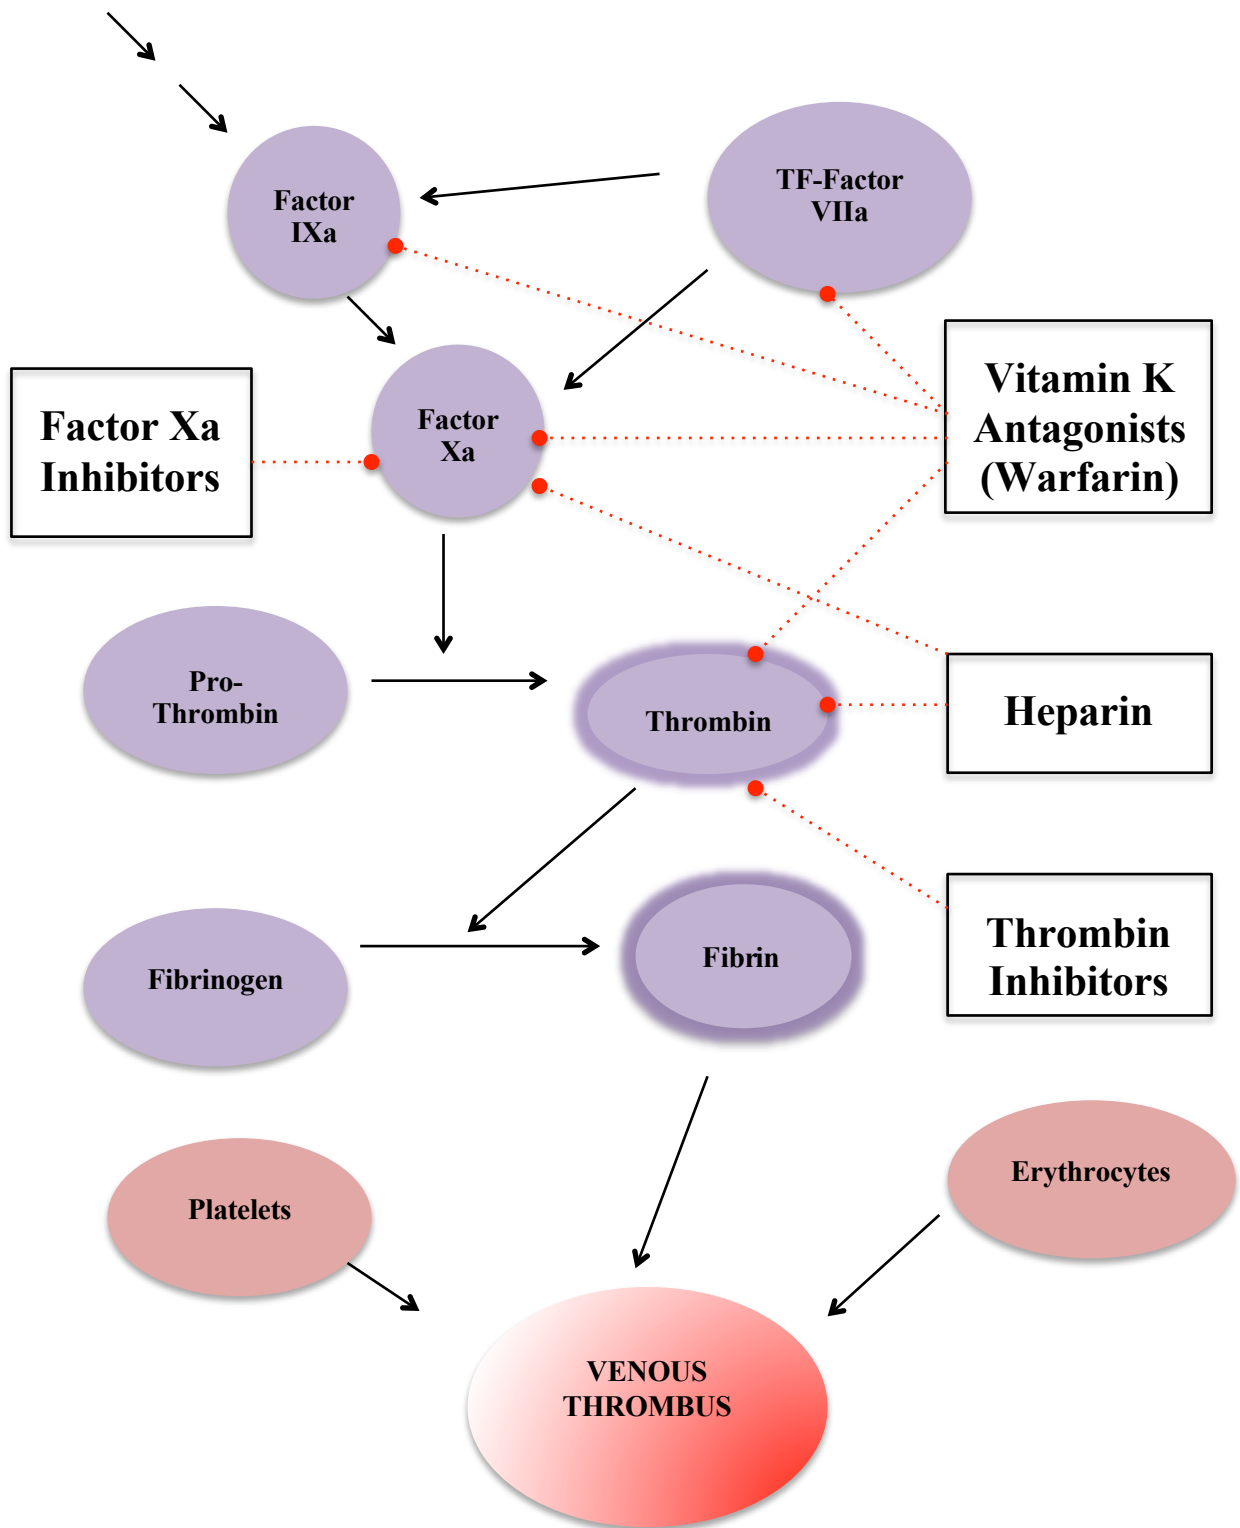 Factor
IXa
TF-Factor
VIIa
Factor Xa
Inhibitors
Factor
Xa
Vitamin K
Antagonists
(Warfarin)
Pro-
Thrombin
Thrombin
Heparin
Fibrinogen
Fibrin
Thrombin
Inhibitors
Platelets
Erythrocytes
VENOUS
THROMBUS